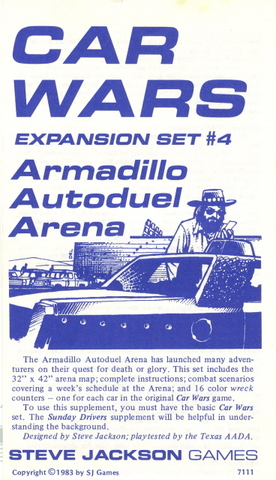 CAR
WARS
EXPANSION SET #4
Armadillo
Autoduel
Arena
The Armadillo Autoduel Arena has launched many adven-
turers on their quest for death or glory. This set includes the
32" x 42" arena map; complete instructions; combat scenarios
covering a week's schedule at the Arena; and 16 color wreck
counters – one for each car in the original Car Wars game.
To use this supplement, you must have the basic Car Wars
set. The Sunday Drivers supplement will be helpful in under-
standing the background.
Designed by Steve Jackson; playtested by the Texas AADA.
STEVE JACKSON GAMES
Copyright ©1983 by SJ Games 7111